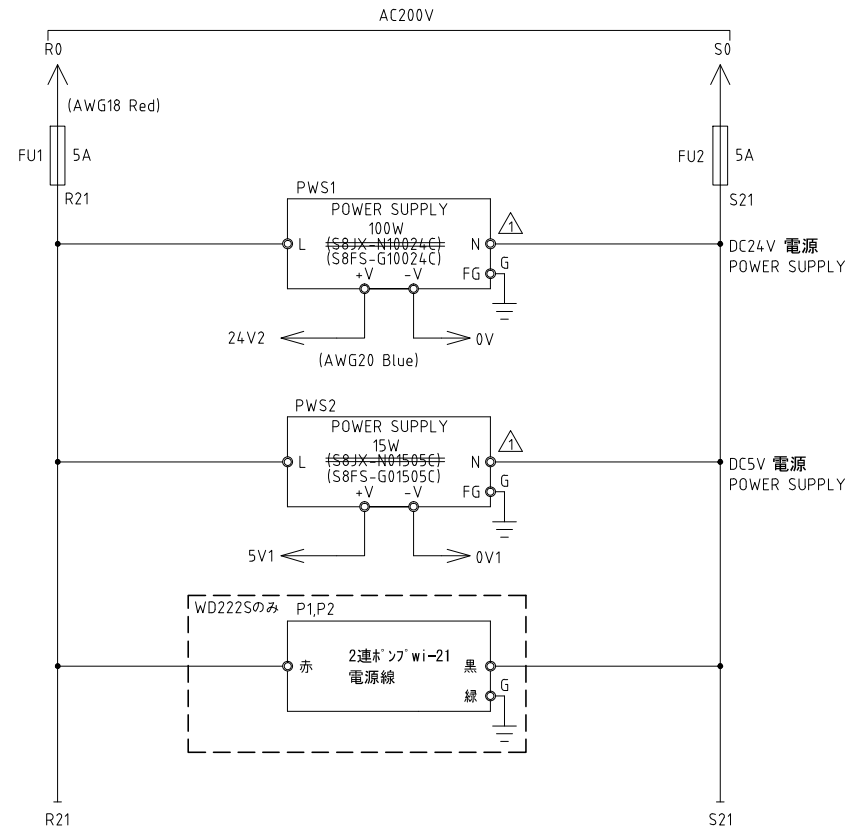 AC200V
R0
S0
(AWG18 Red)
FU1
5A
FU2
5A
R21
S21
PWS1
POWER SUPPLY
100W
(S8JX-N10024C)
(S8FS-G10024C)
L
N
1
FG
G
+V
-V
DC24V 電源
POWER SUPPLY
24V2
0V
(AWG20 Blue)
PWS2
POWER SUPPLY
15W
(S8JX-N01505C)
(S8FS-G01505C)
L
N
1
FG
G
+V
-V
DC5V 電源
POWER SUPPLY
5V1
0V1
WD222Sのみ
P1,P2
2連ポンプwi-21
電源線
赤
黒
緑
G
R21
S21